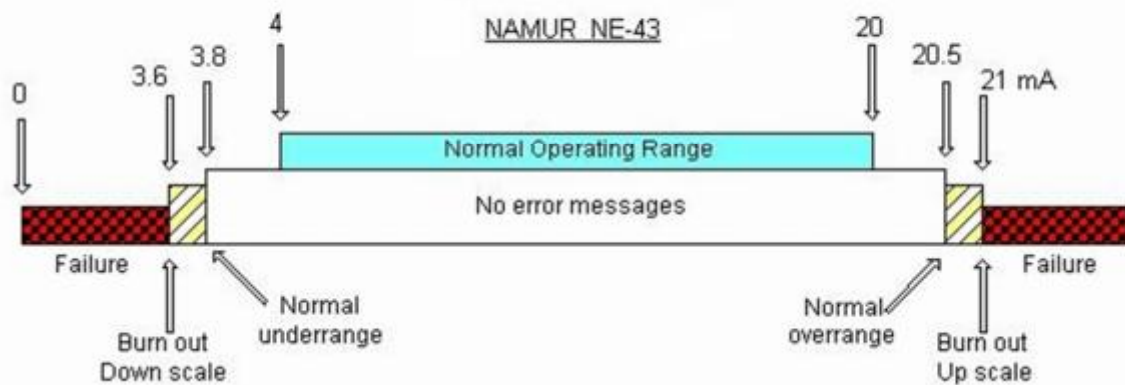 NAMUR NE-43
4
20
3.8
20.5
3.6
21 mA
0
Normal Operating Range
No error messages
Failure
Failure
Normal
underrange
Normal
overrange
Burn out
Down scale
Burn out
Up scale